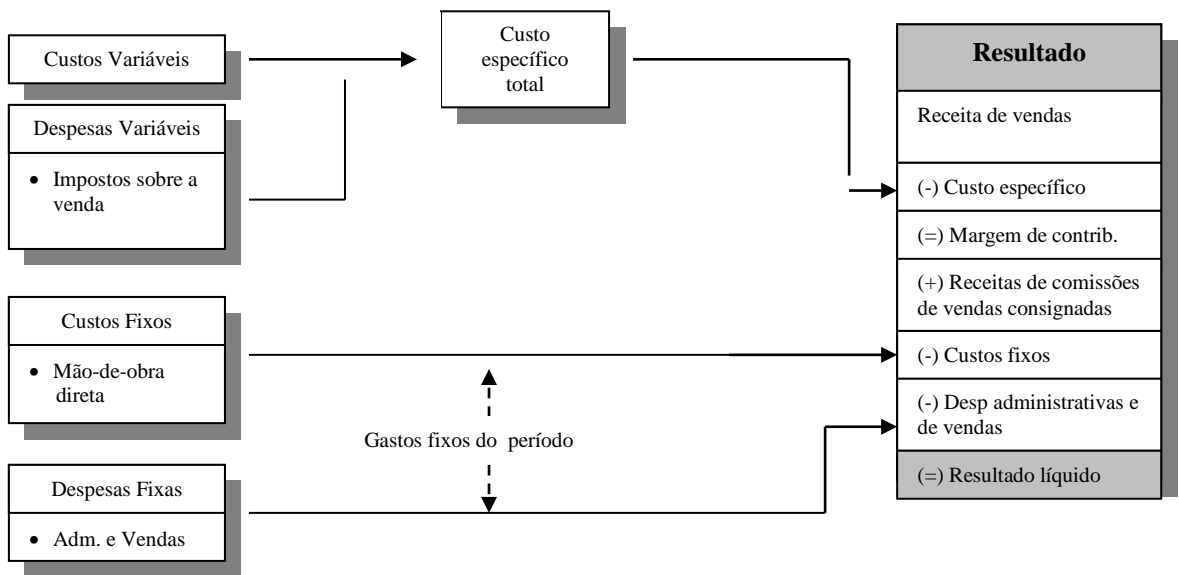 Custos Variáveis
Despesas Variáveis
• Impostos sobre a
venda
Custo
específico
total
Custos Fixos
• Mão-de-obra
direta
Gastos fixos do período
Despesas Fixas
• Adm. e Vendas
Resultado
Receita de vendas
(-) Custo específico
(=) Margem de contrib.
(+) Receitas de comissões
de vendas consignadas
(-) Custos fixos
(-) Desp administrativas e
de vendas
(=) Resultado líquido